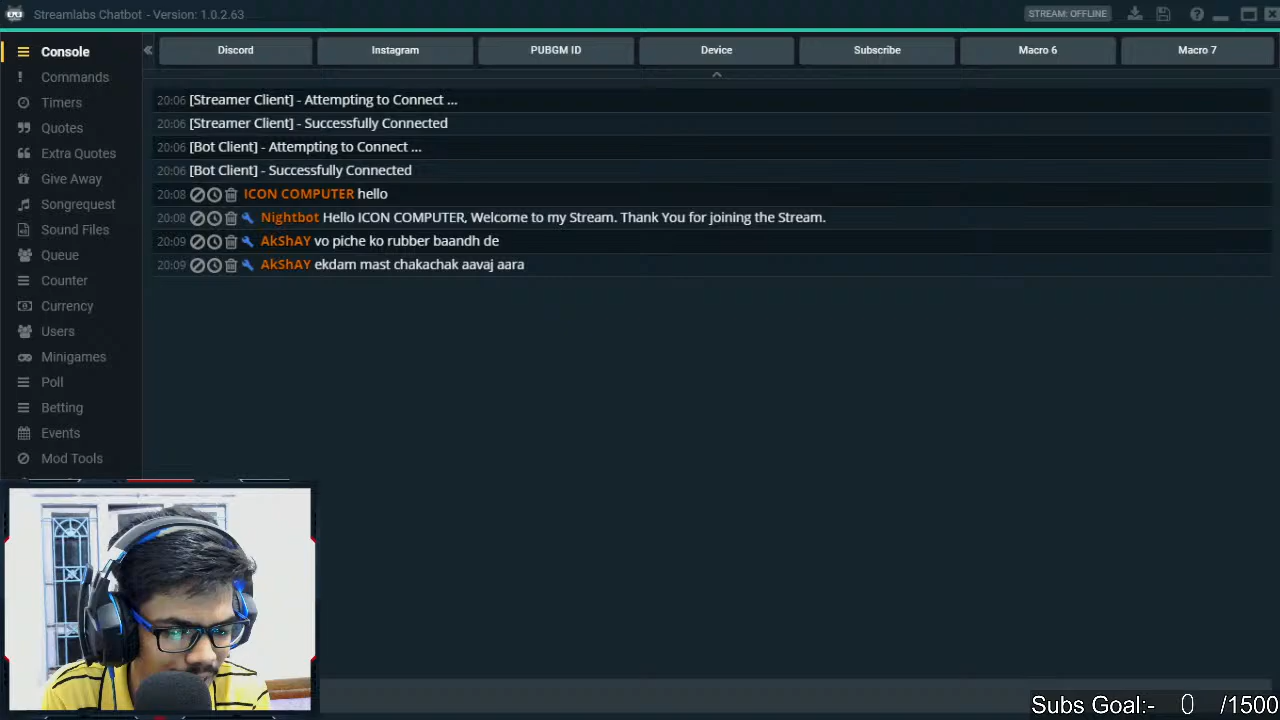 Streamlabs Chatbot - Version: 1.0.2.63
STREAM: OFFLINE
Console
Commands
Timers
Quotes
Extra Quotes
Give Away
Songrequest
Sound Files
Queue
Counter
Currency
Users
Minigames
Poll
Betting
Events
Mod Tools
Discord
Instagram
PUBGM ID
Device
Subscribe
Macro 6
Macro 7
20:06 [Streamer Client] - Attempting to Connect ...
20:06 [Streamer Client] - Successfully Connected
20:06 [Bot Client] - Attempting to Connect ...
20:06 [Bot Client] - Successfully Connected
20:08 ICON COMPUTER hello
20:08 Nightbot Hello ICON COMPUTER, Welcome to my Stream. Thank You for joining the Stream.
20:09 AkShAY vo piche ko rubber baandh de
20:09 AkShAY ekdam mast chakachak aavaj aara
Subs Goal:- 0 /1500